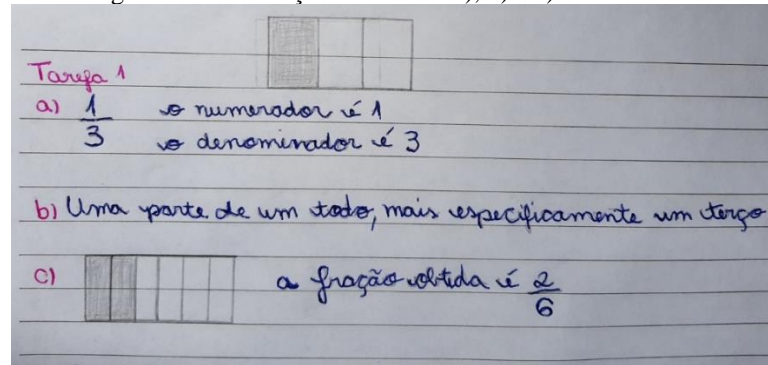 Tarefa 1
a) 1/3 o numerador é 1
o denominador é 3
b) Uma parte de um todo, mais especificamente um terço
c) a fração obtida é 2/6